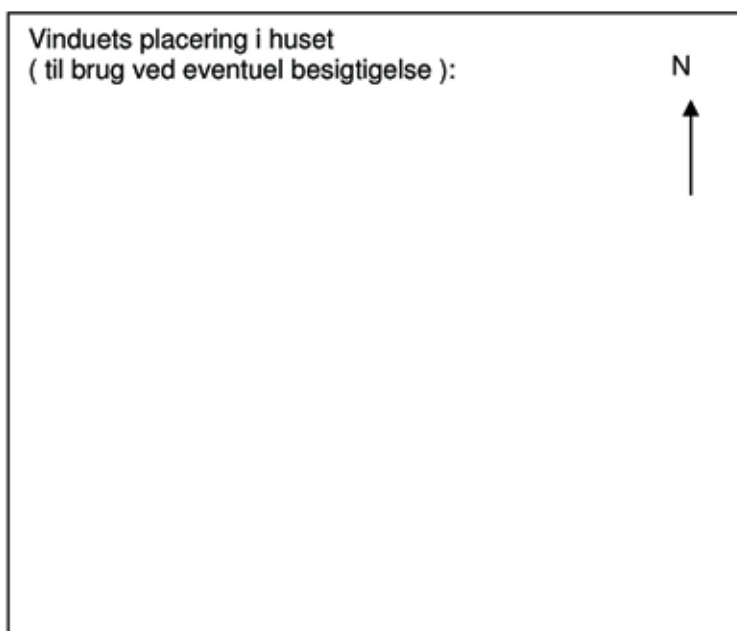 Vinduets placering i huset
( til brug ved eventuel besigtigelse ):
N